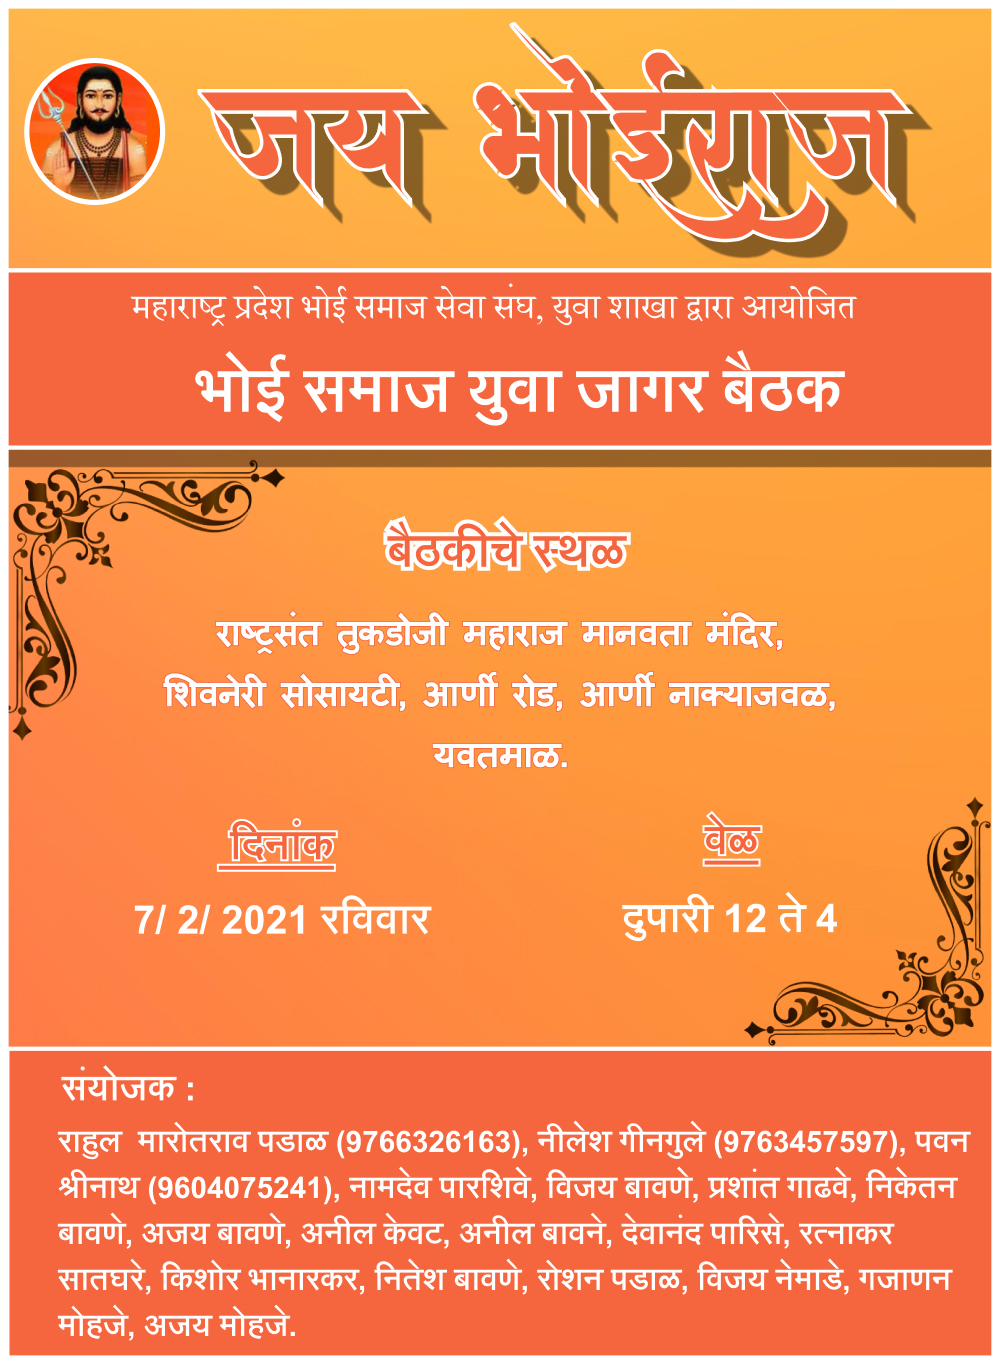 जय भोईराज
महाराष्ट्र प्रदेश भोई समाज सेवा संघ, युवा शाखा द्वारा आयोजित
भोई समाज युवा जागर बैठक
बैठकीचे स्थळ
राष्ट्रसंत तुकडोजी महाराज मानवता मंदिर,
शिवनेरी सोसायटी, आर्णी रोड, आर्णी नाक्याजवळ,
यवतमाळ.
दिनांक
7/ 2/ 2021 रविवार
वेळ
दुपारी 12 ते 4
संयोजक :
राहुल मारोतराव पडाळ (9766326163), नीलेश गीनगुले (9763457597), पवन
श्रीनाथ (9604075241), नामदेव पारशिवे, विजय बावणे, प्रशांत गाढवे, निकेतन
बावणे, अजय बावणे, अनील केवट, अनील बावने, देवानंद पारिसे, रत्नाकर
सातघरे, किशोर भानारकर, नितेश बावणे, रोशन पडाळ, विजय नेमाडे, गजाणन
मोहजे, अजय मोहजे.